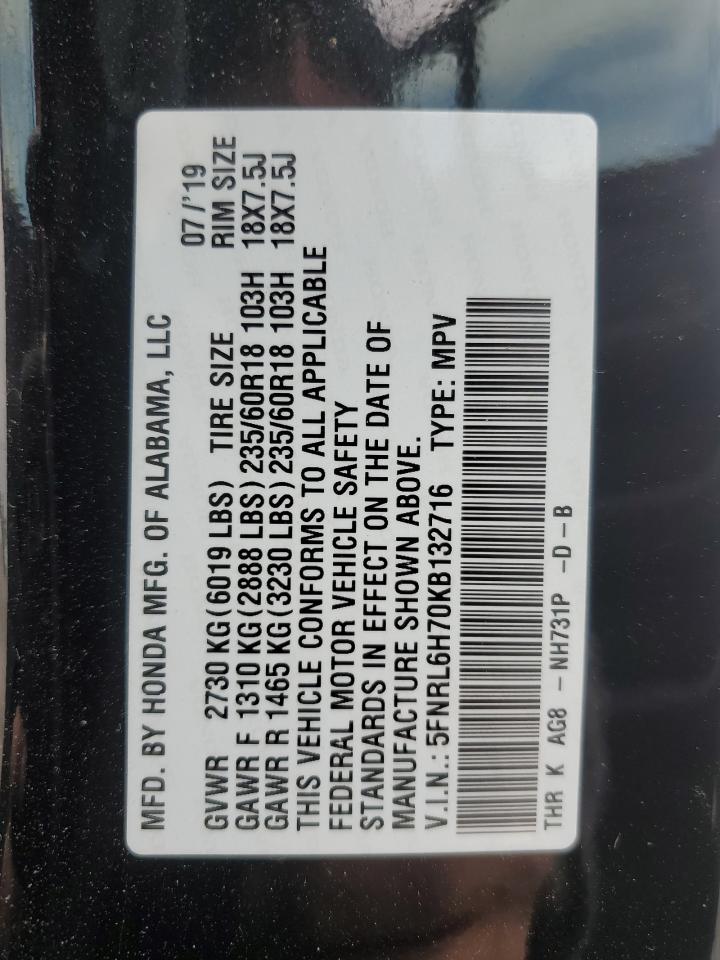 MFD. BY HONDA MFG. OF ALABAMA, LLC
07/'19
GVWR 2730 KG(6019 LBS) TIRE SIZE RIM SIZE
GAWR F 1310 KG(2888 LBS) 235/60R18 103H 18X7.5J
GAWR R 1465 KG(3230 LBS) 235/60R18 103H 18X7.5J
THIS VEHICLE CONFORMS TO ALL APPLICABLE
FEDERAL MOTOR VEHICLE SAFETY
STANDARDS IN EFFECT ON THE DATE OF
MANUFACTURE SHOWN ABOVE.
V.I.N.: 5FNRL6H70KB132716 TYPE: MPV
THR K AG8 -NH731P -D-B